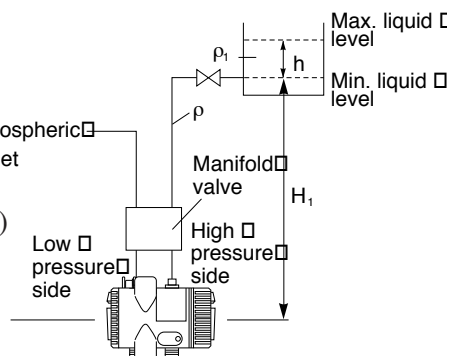 Max. liquid
level
ρ₁
h
Min. liquid
level
ρ
ospheric
et
Manifold
valve
H₁
)
Low
pressure
side
High
pressure
side